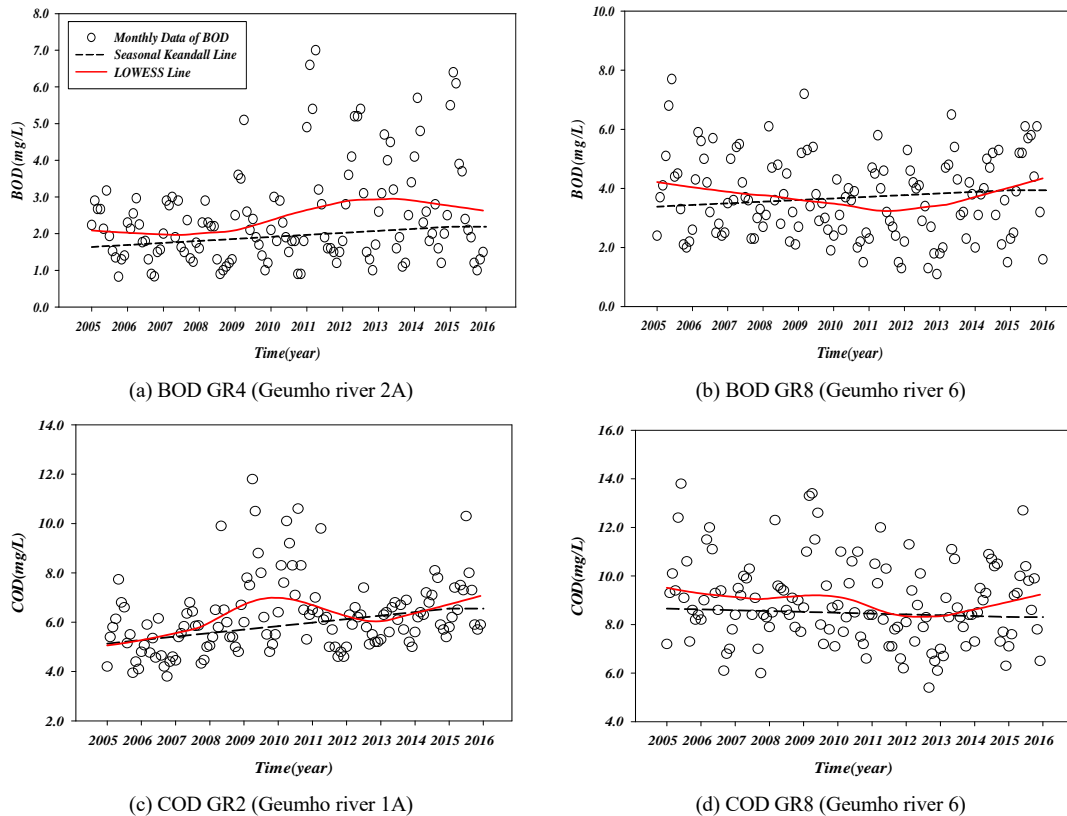 8.0
7.0
6.0
5.0
4.0
3.0
2.0
1.0
0.0
BOD(mg/L)
Monthly Data of BOD
Seasonal Keandall Line
LOWESS Line
2005 2006 2007 2008 2009 2010 2011 2012 2013 2014 2015 2016
Time(year)
(a) BOD GR4 (Geumho river 2A)
10.0
8.0
6.0
4.0
2.0
0.0
BOD(mg/L)
2005 2006 2007 2008 2009 2010 2011 2012 2013 2014 2015 2016
Time(year)
(b) BOD GR8 (Geumho river 6)
14.0
12.0
10.0
8.0
6.0
4.0
2.0
COD(mg/L)
2005 2006 2007 2008 2009 2010 2011 2012 2013 2014 2015 2016
Time(year)
(c) COD GR2 (Geumho river 1A)
16.0
14.0
12.0
10.0
8.0
6.0
4.0
COD(mg/L)
2005 2006 2007 2008 2009 2010 2011 2012 2013 2014 2015 2016
Time(year)
(d) COD GR8 (Geumho river 6)